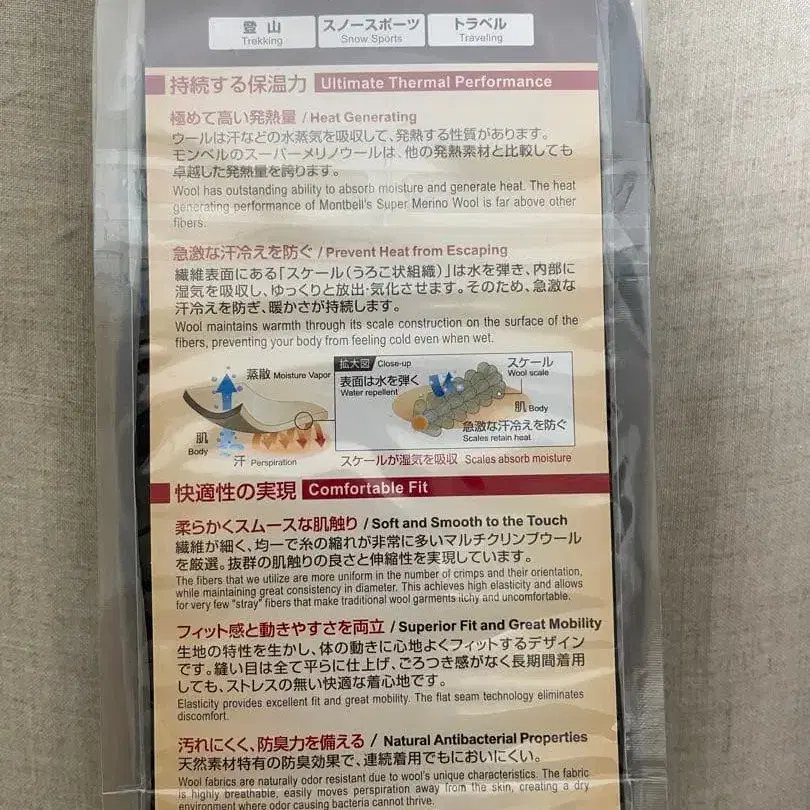 登 山
Trekking
スノースポーツ
Snow Sports
トラベル
Traveling
持続する保温力 Ultimate Thermal Performance
極めて高い発熱量 / Heat Generating
ウールは汗などの水蒸気を吸収して、発熱する性質があります。
モンベルのスーパーメリノウールは、他の発熱素材と比較しても
卓越した発熱量を誇ります。
Wool has outstanding ability to absorb moisture and generate heat. The heat
generating performance of Montbell's Super Merino Wool is far above other
fibers.
急激な汗冷えを防ぐ / Prevent Heat from Escaping
繊維表面にある「スケール(うろこ状組織)」は水を弾き、内部に
湿気を吸収し、ゆっくりと放出・気化させます。そのため、急激な
汗冷えを防ぎ、暖かさが持続します。
Wool maintains warmth through its scale construction on the surface of the
fibers, preventing your body from feeling cold even when wet.
蒸散 Moisture Vapor
肌
Body
汗 Perspiration
拡大図 Close-up
表面は水を弾く
Water repellent
スケール
Wool scale
肌 Body
急激な汗冷えを防ぐ
Scales retain heat
スケールが湿気を吸収 Scales absorb moisture
快適性の実現 Comfortable Fit
柔らかくスムースな肌触り / Soft and Smooth to the Touch
繊維が細く、均一で糸の縮れが非常に多いマルチクリンプウール
を厳選。抜群の肌触りの良さと伸縮性を実現しています。
The fibers that we utilize are more uniform in the number of crimps and their orientation,
while maintaining great consistency in diameter. This achieves high elasticity and allows
for very few "stray" fibers that make traditional wool garments itchy and uncomfortable.
フィット感と動きやすさを両立 / Superior Fit and Great Mobility
生地の特性を生かし、体の動きに心地よくフィットするデザイン
です。縫い目は全て平らに仕上げ、ごろつき感がなく長期間着用
しても、ストレスの無い快適な着心地です。
Elasticity provides excellent fit and great mobility. The flat seam technology eliminates
discomfort.
汚れにくく、防臭力を備える / Natural Antibacterial Properties
天然素材特有の防臭効果で、連続着用でもにおいにくい。
Wool fabrics are naturally odor resistant due to wool's unique characteristics. The fabric
is highly breathable, easily moves perspiration away from the skin, creating a dry
environment where odor causing bacteria cannot thrive.